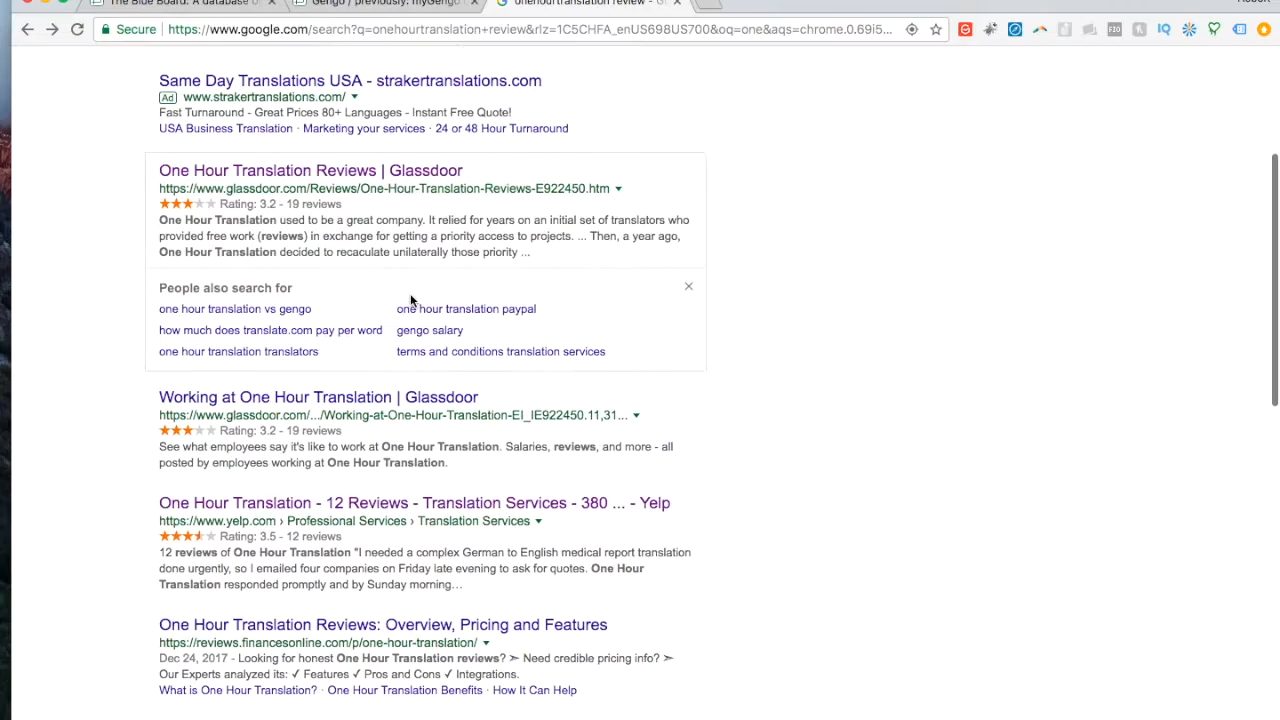 The Blue Board: A database of
Gengo / previously: myGengo
onehourtranslation review - G
Secure
https://www.google.com/search?q=onehourtranslation+review&rlz=1C5CHFA_enUS698US700&oq=one&aqs=chrome.0.69i5...
Same Day Translations USA - strakertranslations.com
Ad www.strakertranslations.com/
Fast Turnaround - Great Prices 80+ Languages - Instant Free Quote!
USA Business Translation · Marketing your services · 24 or 48 Hour Turnaround
One Hour Translation Reviews | Glassdoor
https://www.glassdoor.com/Reviews/One-Hour-Translation-Reviews-E922450.htm
Rating: 3.2 - 19 reviews
One Hour Translation used to be a great company. It relied for years on an initial set of translators who
provided free work (reviews) in exchange for getting a priority access to projects. ... Then, a year ago,
One Hour Translation decided to recaculate unilaterally those priority ...
People also search for
one hour translation vs gengo
one hour translation paypal
how much does translate.com pay per word
gengo salary
one hour translation translators
terms and conditions translation services
Working at One Hour Translation | Glassdoor
https://www.glassdoor.com/.../Working-at-One-Hour-Translation-EI_IE922450.11,31...
Rating: 3.2 - 19 reviews
See what employees say it's like to work at One Hour Translation. Salaries, reviews, and more - all
posted by employees working at One Hour Translation.
One Hour Translation - 12 Reviews - Translation Services - 380 ... - Yelp
https://www.yelp.com › Professional Services › Translation Services
Rating: 3.5 - 12 reviews
12 reviews of One Hour Translation "I needed a complex German to English medical report translation
done urgently, so I emailed four companies on Friday late evening to ask for quotes. One Hour
Translation responded promptly and by Sunday morning…
One Hour Translation Reviews: Overview, Pricing and Features
https://reviews.financesonline.com/p/one-hour-translation/
Dec 24, 2017 - Looking for honest One Hour Translation reviews? ➣ Need credible pricing info? ➣
Our Experts analyzed its: ✓ Features ✓ Pros and Cons ✓ Integrations.
What is One Hour Translation? · One Hour Translation Benefits · How It Can Help